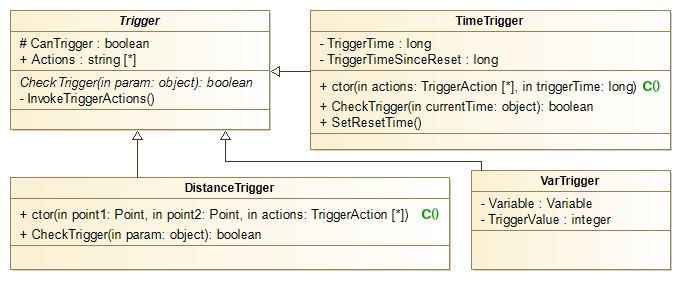 Trigger
# CanTrigger : boolean
+ Actions : string [*]
CheckTrigger(in param: object): boolean
- InvokeTriggerActions()
TimeTrigger
- TriggerTime : long
- TriggerTimeSinceReset : long
+ ctor(in actions: TriggerAction [*], in triggerTime: long) C()
+ CheckTrigger(in currentTime: object): boolean
+ SetResetTime()
DistanceTrigger
+ ctor(in point1: Point, in point2: Point, in actions: TriggerAction [*]) C()
+ CheckTrigger(in param: object): boolean
VarTrigger
- Variable : Variable
- TriggerValue : integer